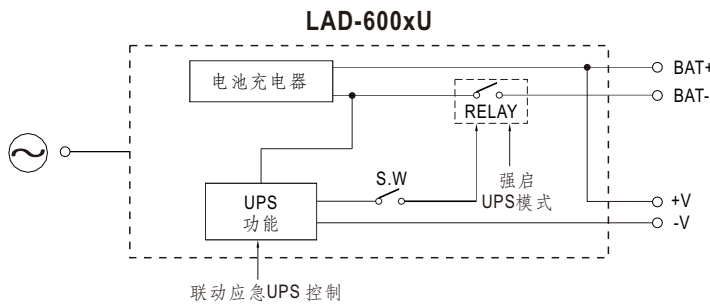 LAD-600xU
电池充电器
BAT+
BAT-
RELAY
S.W
强启
UPS模式
UPS
功能
+V
-V
联动应急UPS 控制